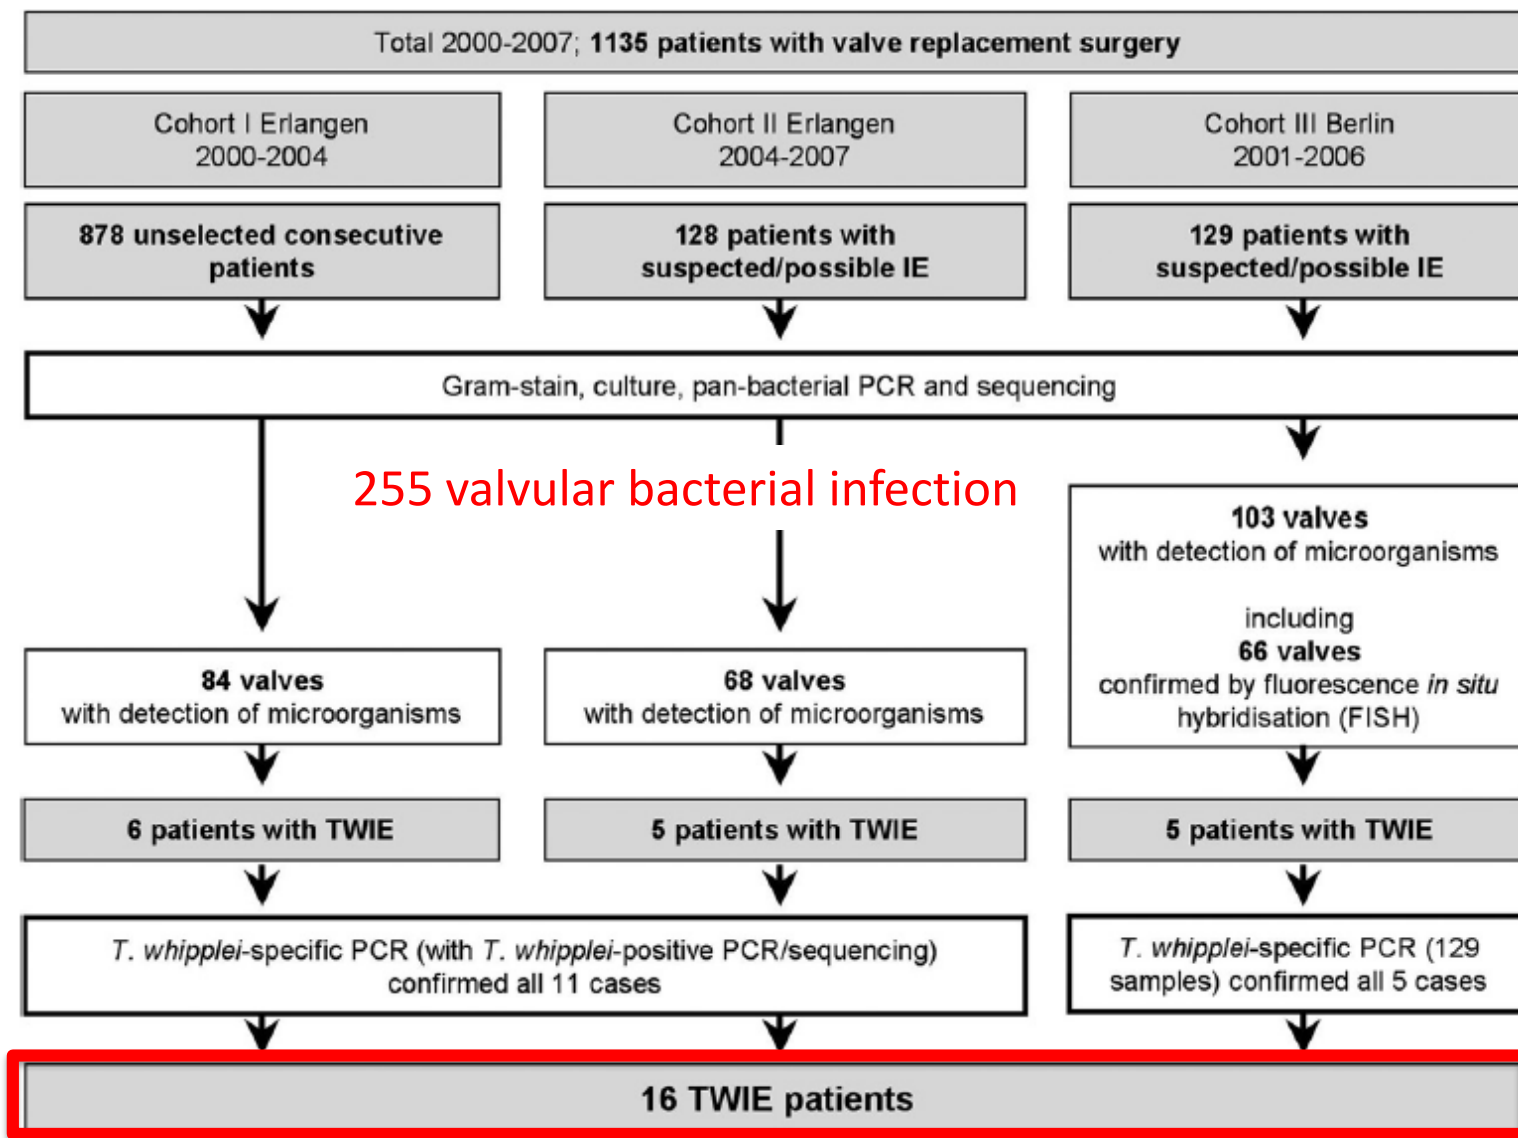 Total 2000-2007; 1135 patients with valve replacement surgery
Cohort I Erlangen
2000-2004
Cohort II Erlangen
2004-2007
Cohort III Berlin
2001-2006
878 unselected consecutive
patients
128 patients with
suspected/possible IE
129 patients with
suspected/possible IE
Gram-stain, culture, pan-bacterial PCR and sequencing
255 valvular bacterial infection
84 valves
with detection of microorganisms
68 valves
with detection of microorganisms
103 valves
with detection of microorganisms
including
66 valves
confirmed by fluorescence in situ
hybridisation (FISH)
6 patients with TWIE
5 patients with TWIE
5 patients with TWIE
T. whipplei-specific PCR (with T. whipplei-positive PCR/sequencing)
confirmed all 11 cases
T. whipplei-specific PCR (129
samples) confirmed all 5 cases
16 TWIE patients